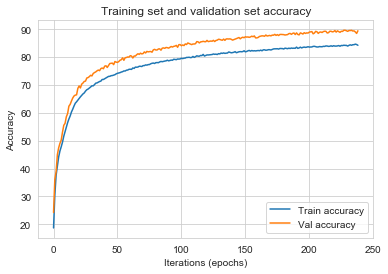 Training set and validation set accuracy
Accuracy
90
80
70
60
50
40
30
20
0
50
100
150
200
250
Iterations (epochs)
Train accuracy
Val accuracy